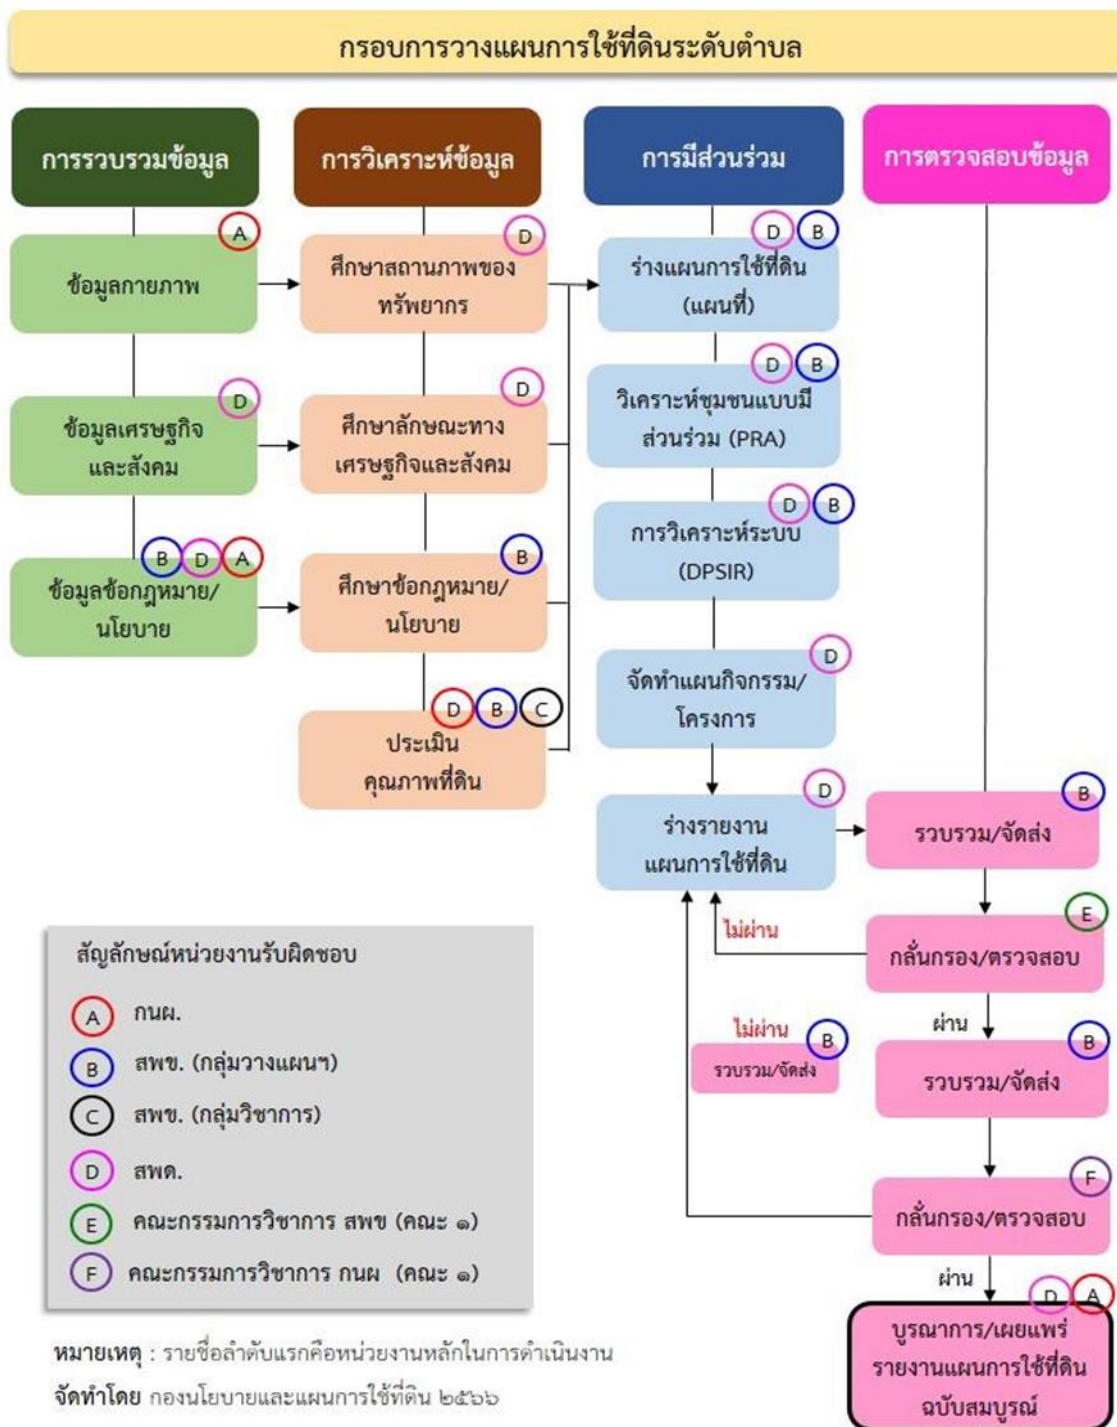 กรอบการวางแผนการใช้ที่ดินระดับตำบล
การรวบรวมข้อมูล
A
ข้อมูลกายภาพ
D
ข้อมูลเศรษฐกิจ
และสังคม
B D A
ข้อมูลข้อกฎหมาย/
นโยบาย
การวิเคราะห์ข้อมูล
D
ศึกษาสถานภาพของ
ทรัพยากร
D
ศึกษาลักษณะทาง
เศรษฐกิจและสังคม
B
ศึกษาข้อกฎหมาย/
นโยบาย
D B C
ประเมิน
คุณภาพที่ดิน
การมีส่วนร่วม
D B
ร่างแผนการใช้ที่ดิน
(แผนที่)
D B
วิเคราะห์ชุมชนแบบมี
ส่วนร่วม (PRA)
D B
การวิเคราะห์ระบบ
(DPSIR)
D
จัดทำแผนกิจกรรม/
โครงการ
D
ร่างรายงาน
แผนการใช้ที่ดิน
การตรวจสอบข้อมูล
B
รวบรวม/จัดส่ง
E
กลั่นกรอง/ตรวจสอบ
ไม่ผ่าน
ผ่าน
B
รวบรวม/จัดส่ง
ไม่ผ่าน
B
รวบรวม/จัดส่ง
F
กลั่นกรอง/ตรวจสอบ
ผ่าน
D A
บูรณาการ/เผยแพร่
รายงานแผนการใช้ที่ดิน
ฉบับสมบูรณ์
สัญลักษณ์หน่วยงานรับผิดชอบ
A กนผ.
B สพข. (กลุ่มวางแผนฯ)
C สพข. (กลุ่มวิชาการ)
D สพด.
E คณะกรรมการวิชาการ สพข (คณะ ๑)
F คณะกรรมการวิชาการ กนผ (คณะ ๑)
หมายเหตุ : รายชื่อลำดับแรกคือหน่วยงานหลักในการดำเนินงาน
จัดทำโดย กองนโยบายและแผนการใช้ที่ดิน ๒๕๖๖